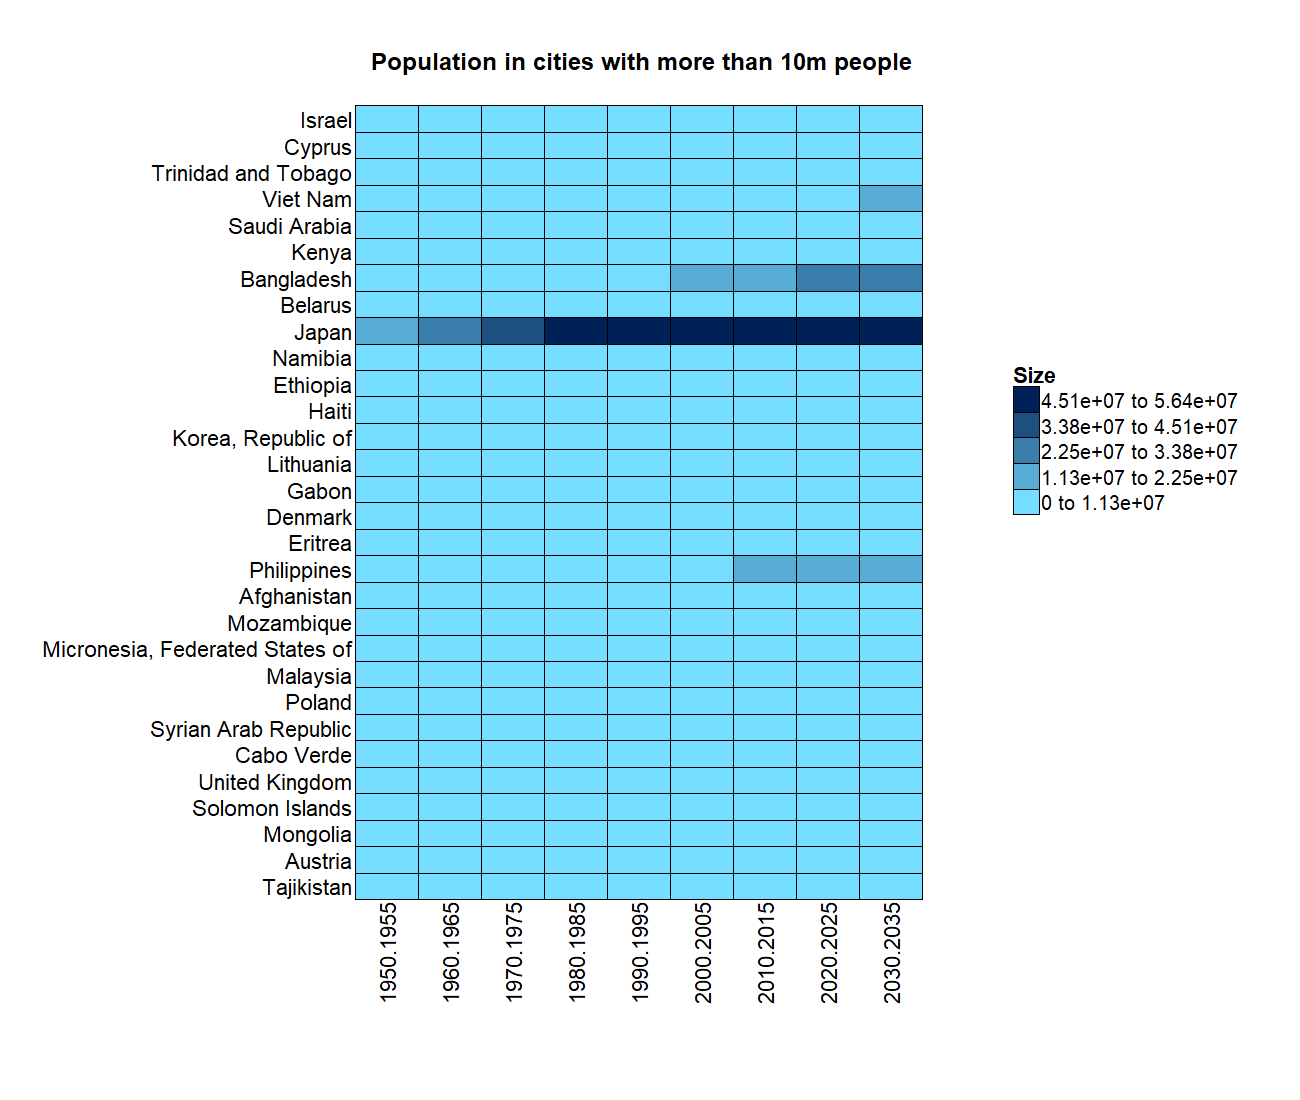 Population in cities with more than 10m people
Israel
Cyprus
Trinidad and Tobago
Viet Nam
Saudi Arabia
Kenya
Bangladesh
Belarus
Japan
Namibia
Ethiopia
Haiti
Korea, Republic of
Lithuania
Gabon
Denmark
Eritrea
Philippines
Afghanistan
Mozambique
Micronesia, Federated States of
Malaysia
Poland
Syrian Arab Republic
Cabo Verde
United Kingdom
Solomon Islands
Mongolia
Austria
Tajikistan
1950.1955
1960.1965
1970.1975
1980.1985
1990.1995
2000.2005
2010.2015
2020.2025
2030.2035
Size
4.51e+07 to 5.64e+07
3.38e+07 to 4.51e+07
2.25e+07 to 3.38e+07
1.13e+07 to 2.25e+07
0 to 1.13e+07